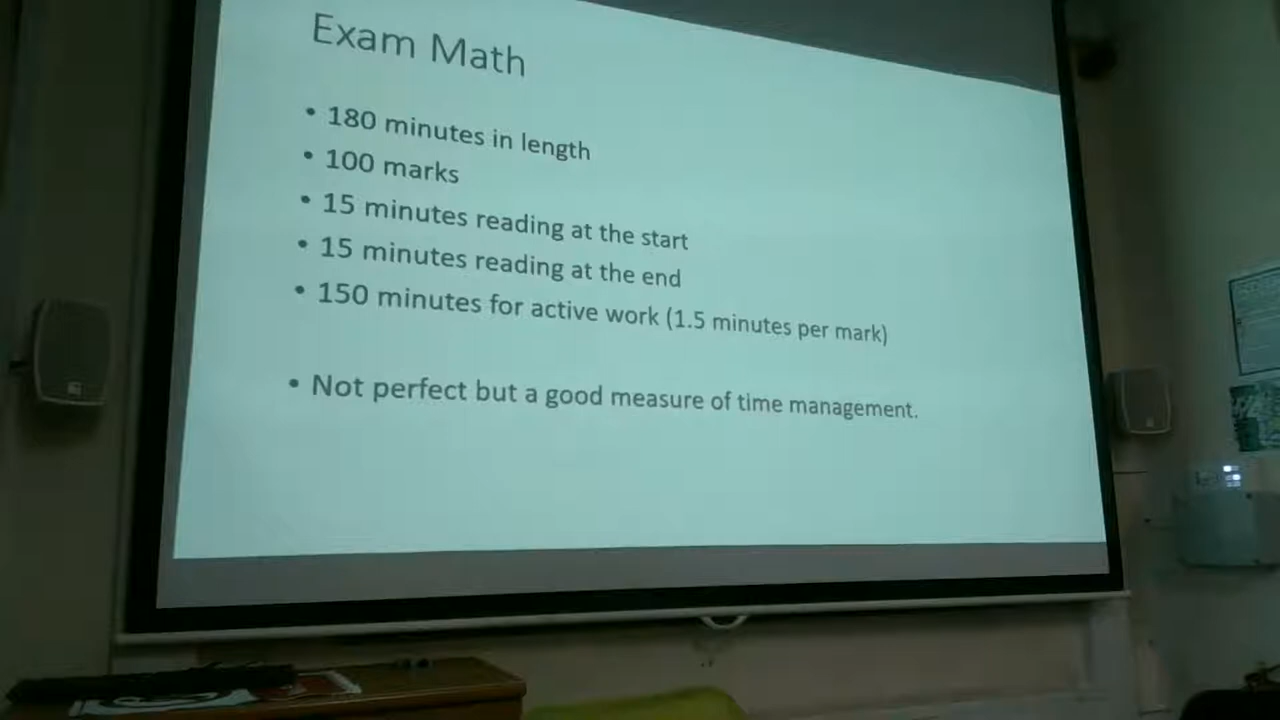 Exam Math
• 180 minutes in length
• 100 marks
• 15 minutes reading at the start
• 15 minutes reading at the end
• 150 minutes for active work (1.5 minutes per mark)
• Not perfect but a good measure of time management.